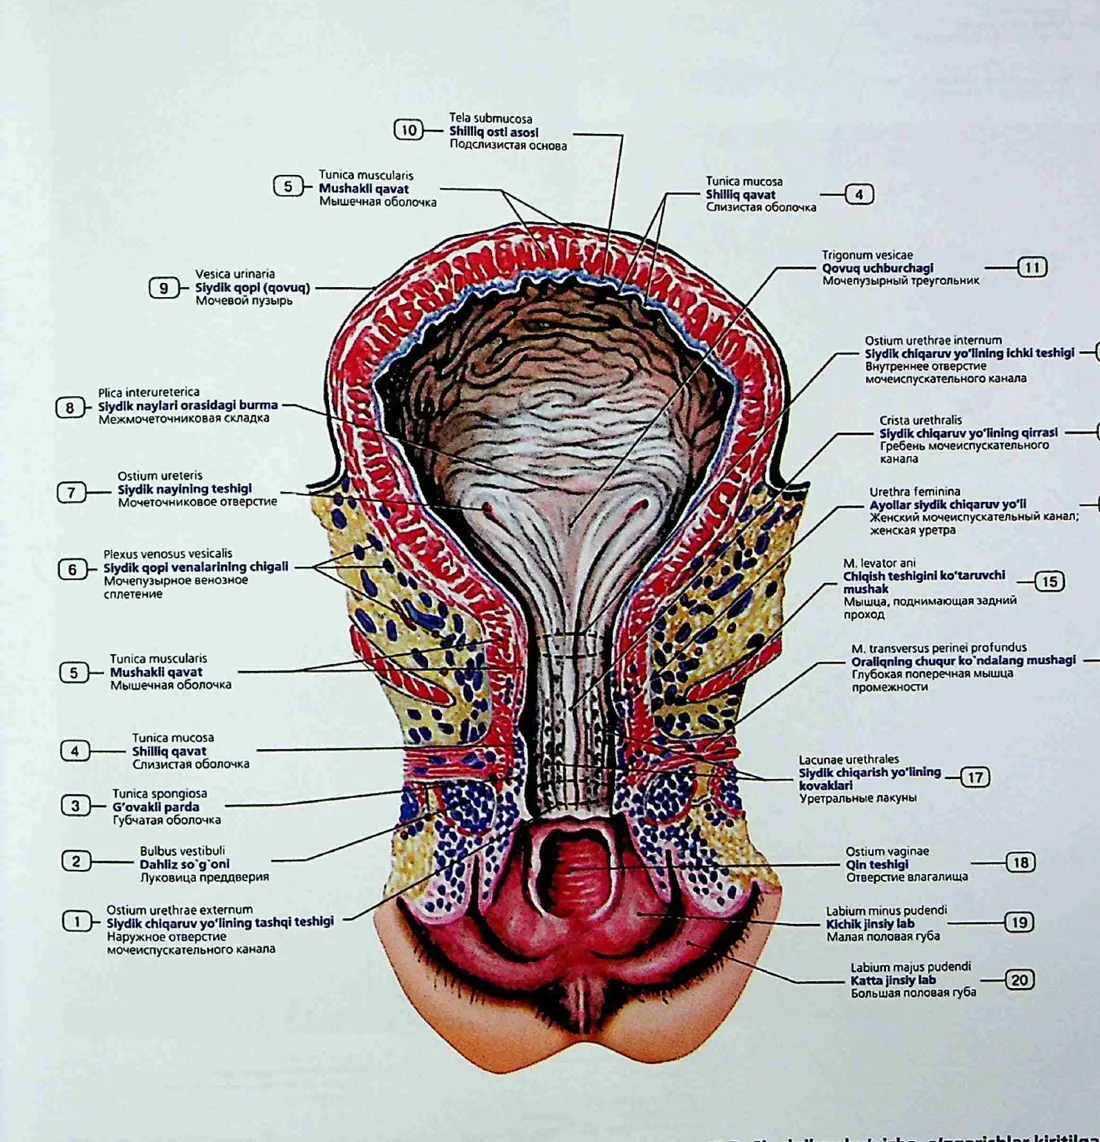 10
Tela submucosa
Shilliq osti asosi
Подслизистая основа
5
Tunica muscularis
Mushakli qavat
Мышечная оболочка
Tunica mucosa
Shilliq qavat
Слизистая оболочка
4
9
Vesica urinaria
Siydik qopi (qovuq)
Мочевой пузырь
Trigonum vesicae
Qovuq uchburchagi
Мочепузырный треугольник
11
Ostium urethrae internum
Siydik chiqaruv yo'lining ichki teshigi
Внутреннее отверстие
мочеиспускательного канала
8
Plica interureterica
Siydik naylari orasidagi burma
Межмочеточниковая складка
Crista urethralis
Siydik chiqaruv yo'lining qirrasi
Гребень мочеиспускательного
канала
7
Ostium ureteris
Siydik nayining teshigi
Мочеточниковое отверстие
Urethra feminina
Ayollar siydik chiqaruv yo'li
Женский мочеиспускательный канал;
женская уретра
6
Plexus venosus vesicalis
Siydik qopi venalarining chigali
Мочепузырное венозное
сплетение
M. levator ani
Chiqish teshigini ko'taruvchi
mushak
Мышца, поднимающая задний
проход
15
5
Tunica muscularis
Mushakli qavat
Мышечная оболочка
M. transversus perinei profundus
Oraliqning chuqur ko`ndalang mushagi
Глубокая поперечная мышца
промежности
4
Tunica mucosa
Shilliq qavat
Слизистая оболочка
Lacunae urethrales
Siydik chiqarish yo'lining
kovaklari
Уретральные лакуны
17
3
Tunica spongiosa
G'ovakli parda
Губчатая оболочка
2
Bulbus vestibuli
Dahliz so`g`oni
Луковица преддверия
Ostium vaginae
Qin teshigi
Отверстие влагалища
18
1
Ostium urethrae externum
Siydik chiqaruv yo'lining tashqi teshigi
Наружное отверстие
мочеиспускательного канала
Labium minus pudendi
Kichik jinsiy lab
Малая половая губа
19
Labium majus pudendi
Katta jinsiy lab
Большая половая губа
20